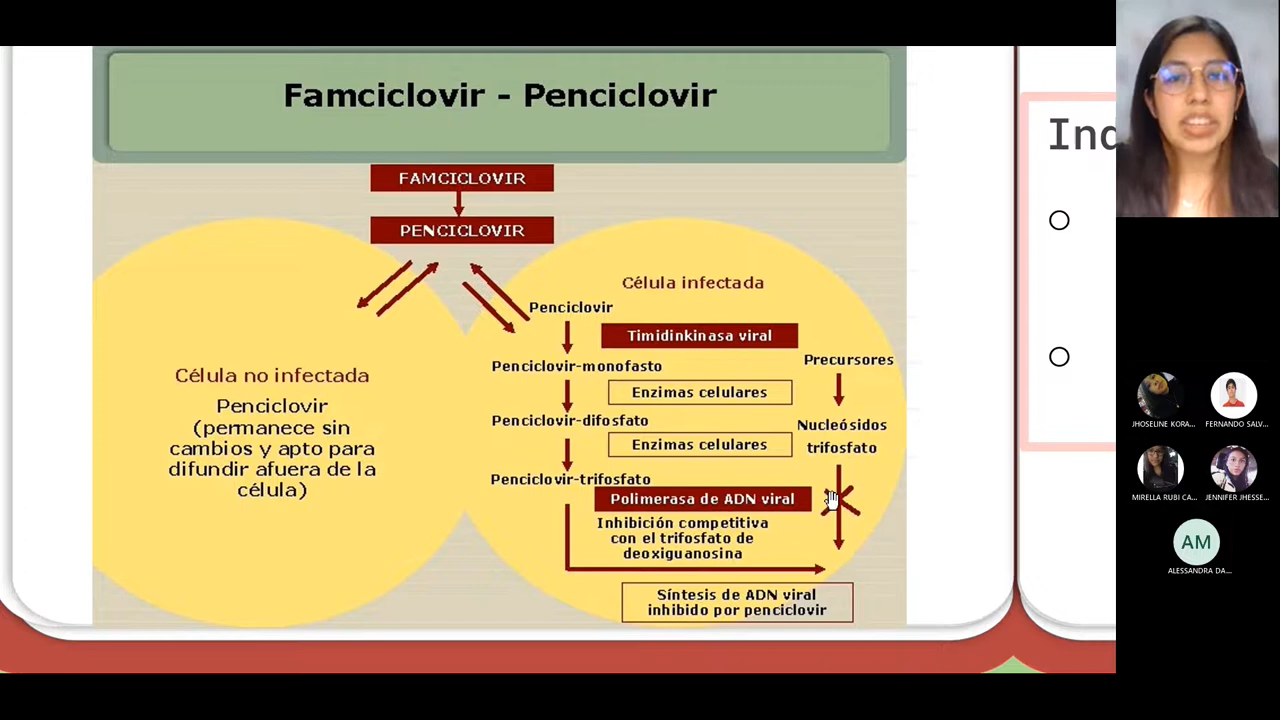 Famciclovir - Penciclovir
FAMCICLOVIR
PENCICLOVIR
Célula no infectada
Penciclovir
(permanece sin
cambios y apto para
difundir afuera de la
célula)
Célula infectada
Penciclovir
Timidinkinasa viral
Penciclovir-monofasto
Enzimas celulares
Penciclovir-difosfato
Enzimas celulares
Penciclovir-trifosfato
Polimerasa de ADN viral
Inhibición competitiva
con el trifosfato de
deoxiguanosina
Precursores
Nucleósidos
trifosfato
Síntesis de ADN viral
inhibido por penciclovir
Ind
JHOSELINE KORA...
FERNANDO SALV...
MIRELLA RUBI CA...
JENNIFER JHESSE...
AM
ALESSANDRA DA...